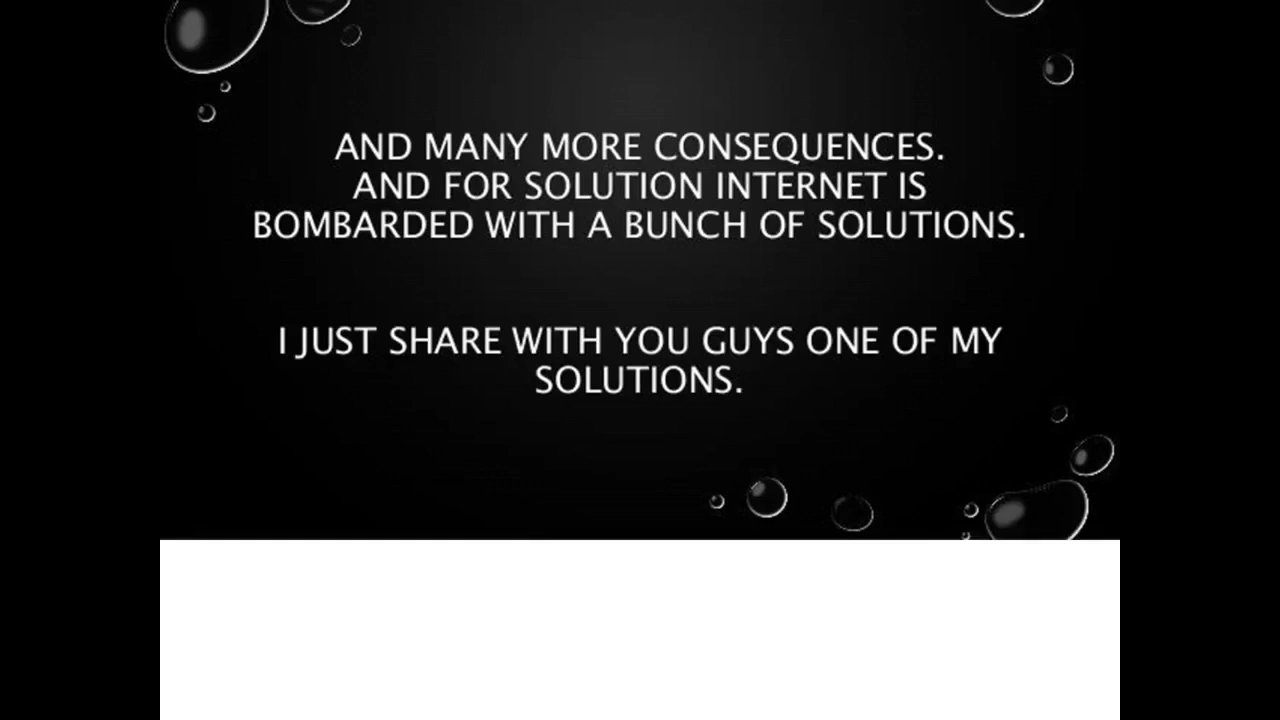 AND MANY MORE CONSEQUENCES.
AND FOR SOLUTION INTERNET IS
BOMBARDED WITH A BUNCH OF SOLUTIONS.
I JUST SHARE WITH YOU GUYS ONE OF MY
SOLUTIONS.